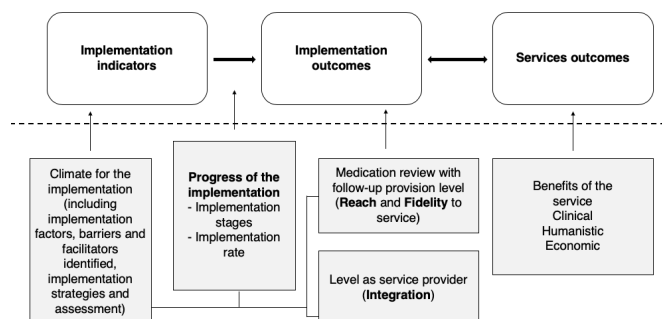 Implementation
indicators
Implementation
outcomes
Services outcomes
Climate for the
implementation
(including
implementation
factors, barriers and
facilitators
identified,
implementation
strategies and
assessment)
Progress of the
implementation
- Implementation
stages
- Implementation
rate
Medication review with
follow-up provision level
(Reach and Fidelity to
service)
Level as service provider
(Integration)
Benefits of the
service
Clinical
Humanistic
Economic